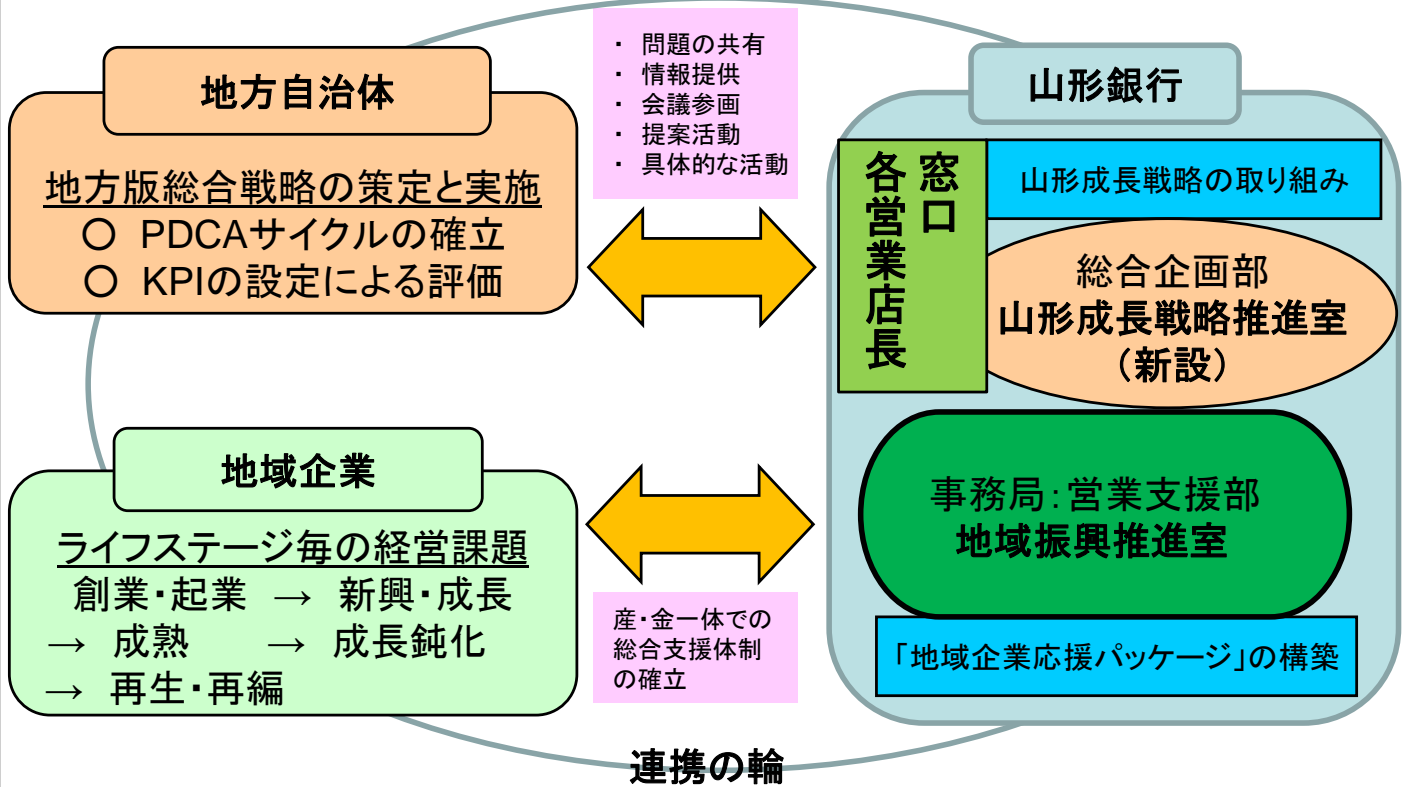 地方自治体
地方版総合戦略の策定と実施
○ PDCAサイクルの確立
○ KPIの設定による評価
・ 問題の共有
・ 情報提供
・ 会議参画
・ 提案活動
・ 具体的な活動
山形銀行
窓口
各営業店長
山形成長戦略の取り組み
総合企画部
山形成長戦略推進室
（新設）
地域企業
ライフステージ毎の経営課題
創業・起業 → 新興・成長
→ 成熟 → 成長鈍化
→ 再生・再編
産・金一体での
総合支援体制
の確立
事務局：営業支援部
地域振興推進室
「地域企業応援パッケージ」の構築
連携の輪